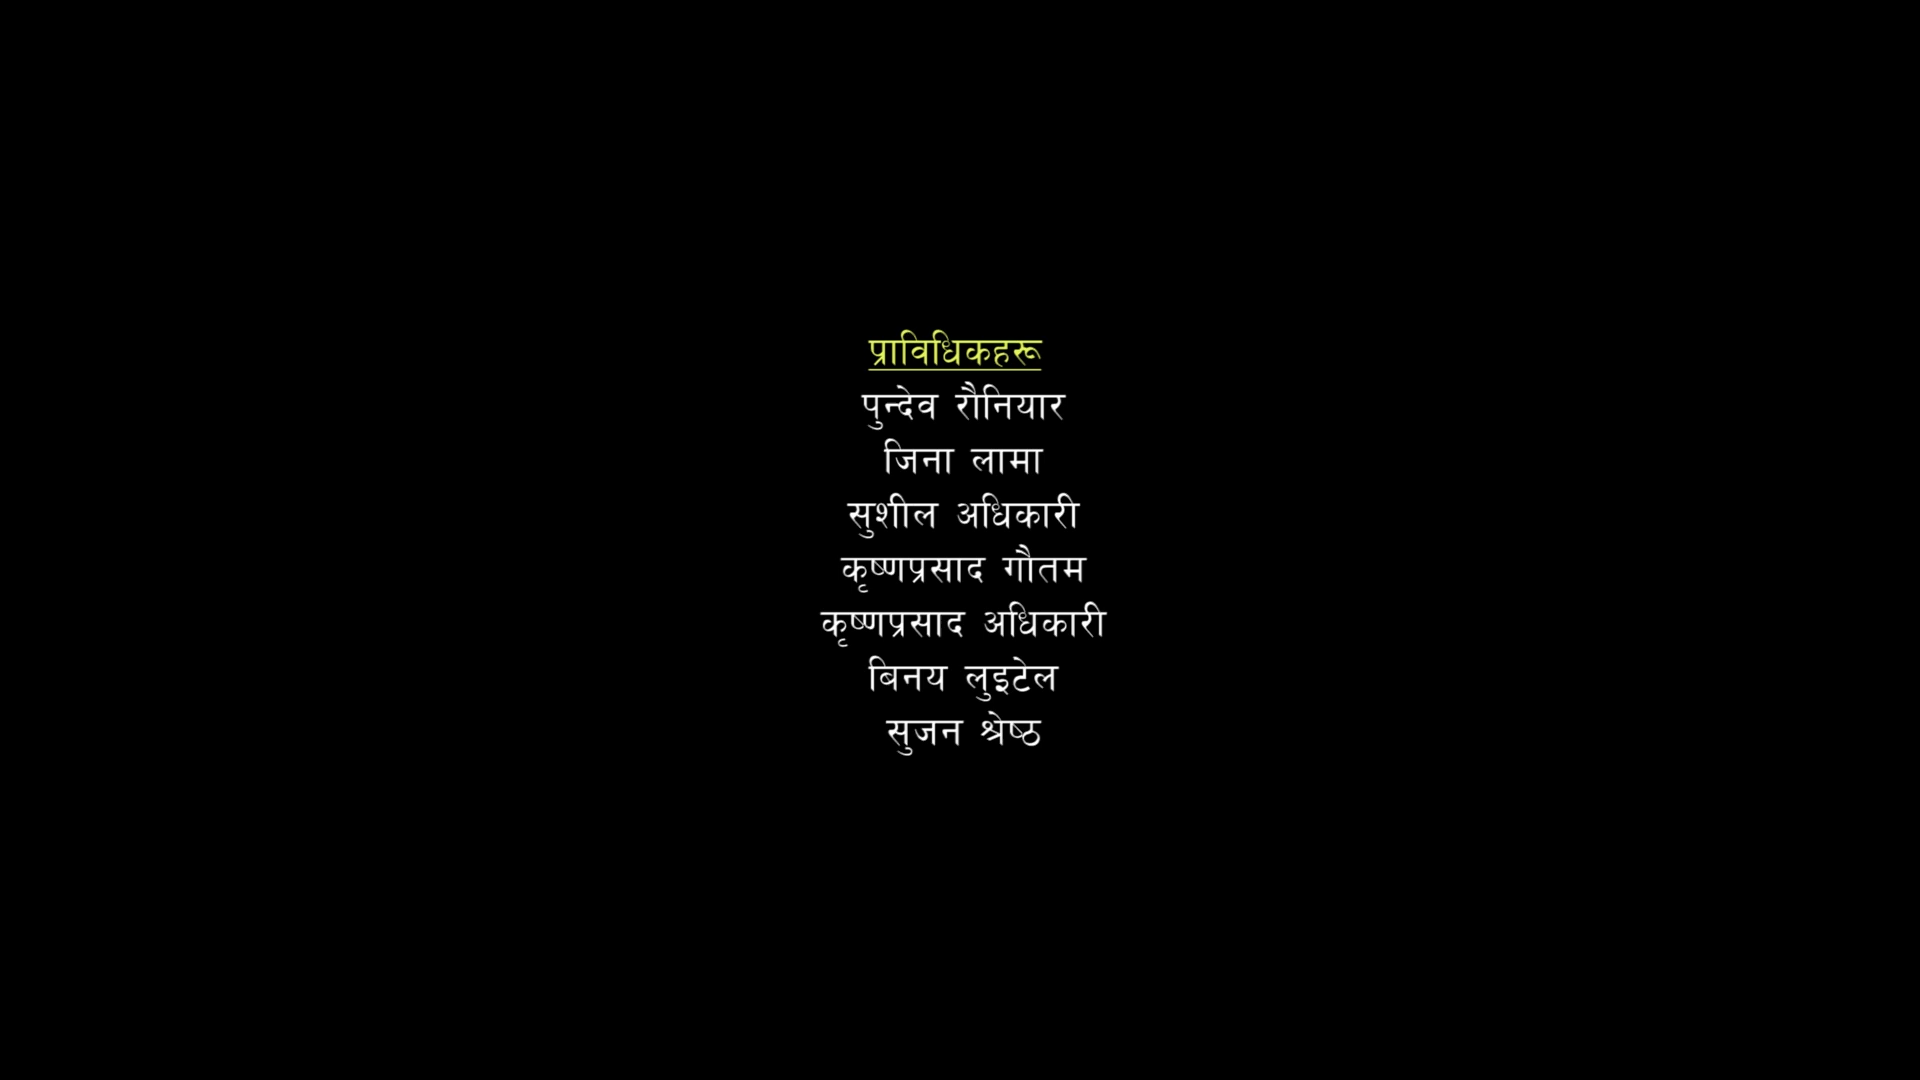 प्राविधिकहरू
पुन्देव रौनियार
जिना लामा
सुशील अधिकारी
कृष्णप्रसाद गौतम
कृष्णप्रसाद अधिकारी
बिनय लुइटेल
सुजन श्रेष्ठ